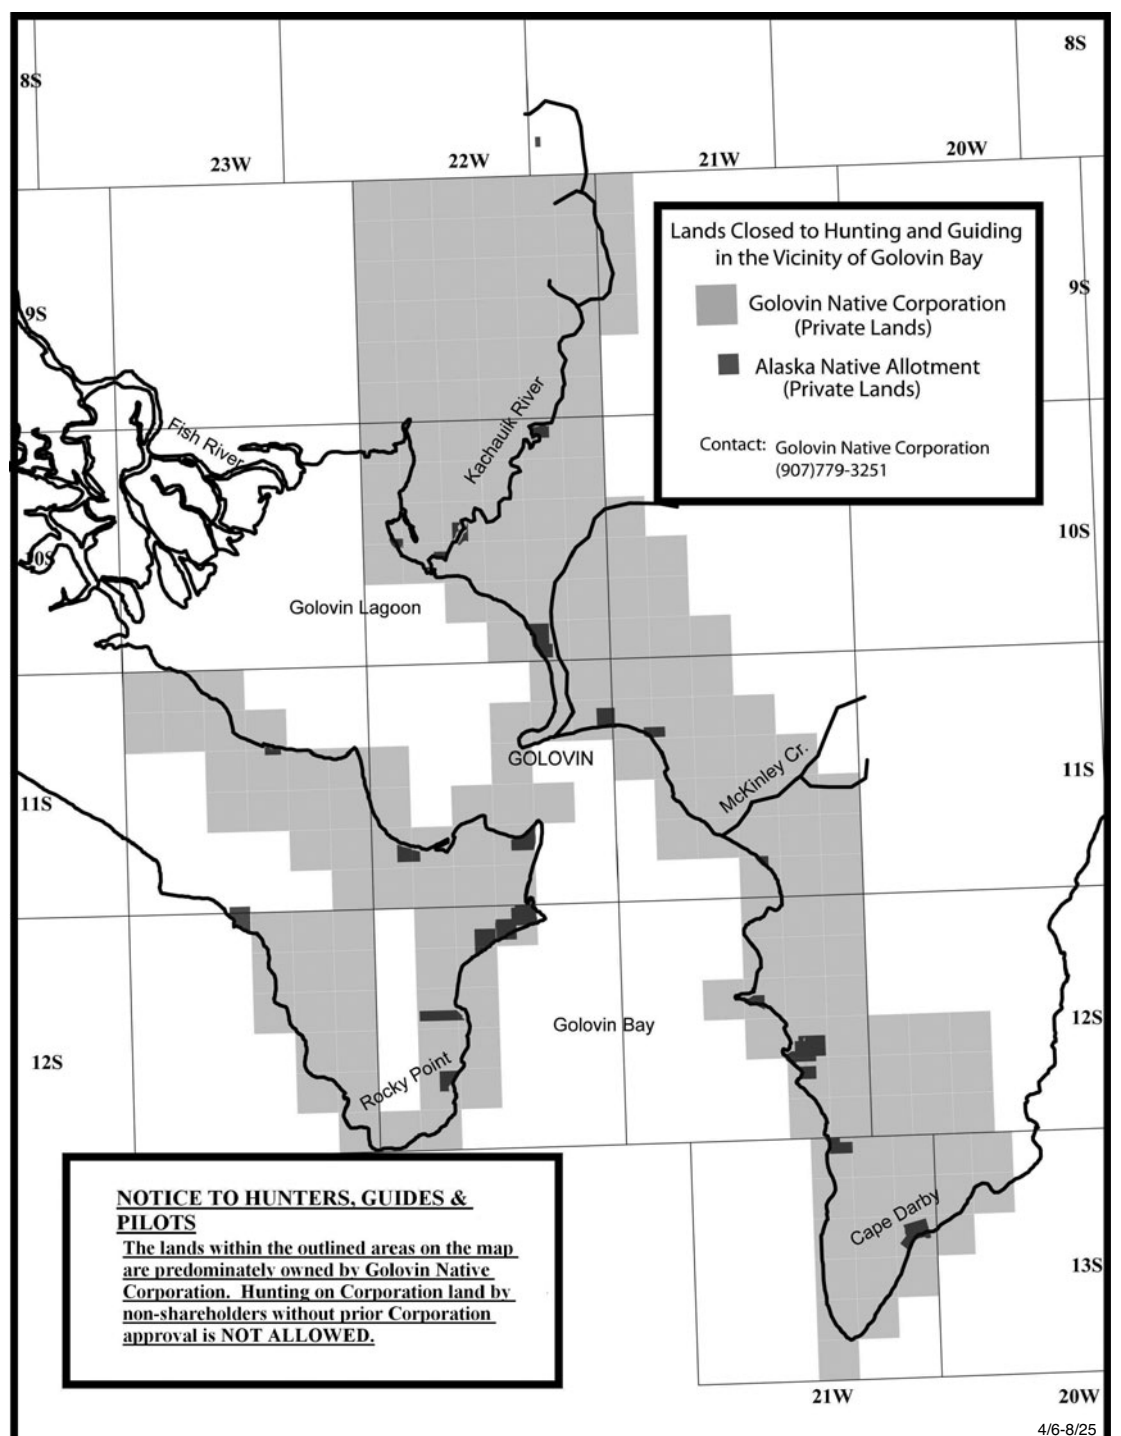 8S
8S
23W
22W
21W
20W
Lands Closed to Hunting and Guiding
in the Vicinity of Golovin Bay
Golovin Native Corporation
(Private Lands)
Alaska Native Allotment
(Private Lands)
Contact: Golovin Native Corporation
(907)779-3251
9S
9S
Fish River
Kachauik River
10S
10S
Golovin Lagoon
GOLOVIN
McKinley Cr.
11S
11S
Golovin Bay
12S
12S
Rocky Point
NOTICE TO HUNTERS, GUIDES &
PILOTS
The lands within the outlined areas on the map
are predominately owned by Golovin Native
Corporation. Hunting on Corporation land by
non-shareholders without prior Corporation
approval is NOT ALLOWED.
Cape Darby
13S
21W
20W
4/6-8/25